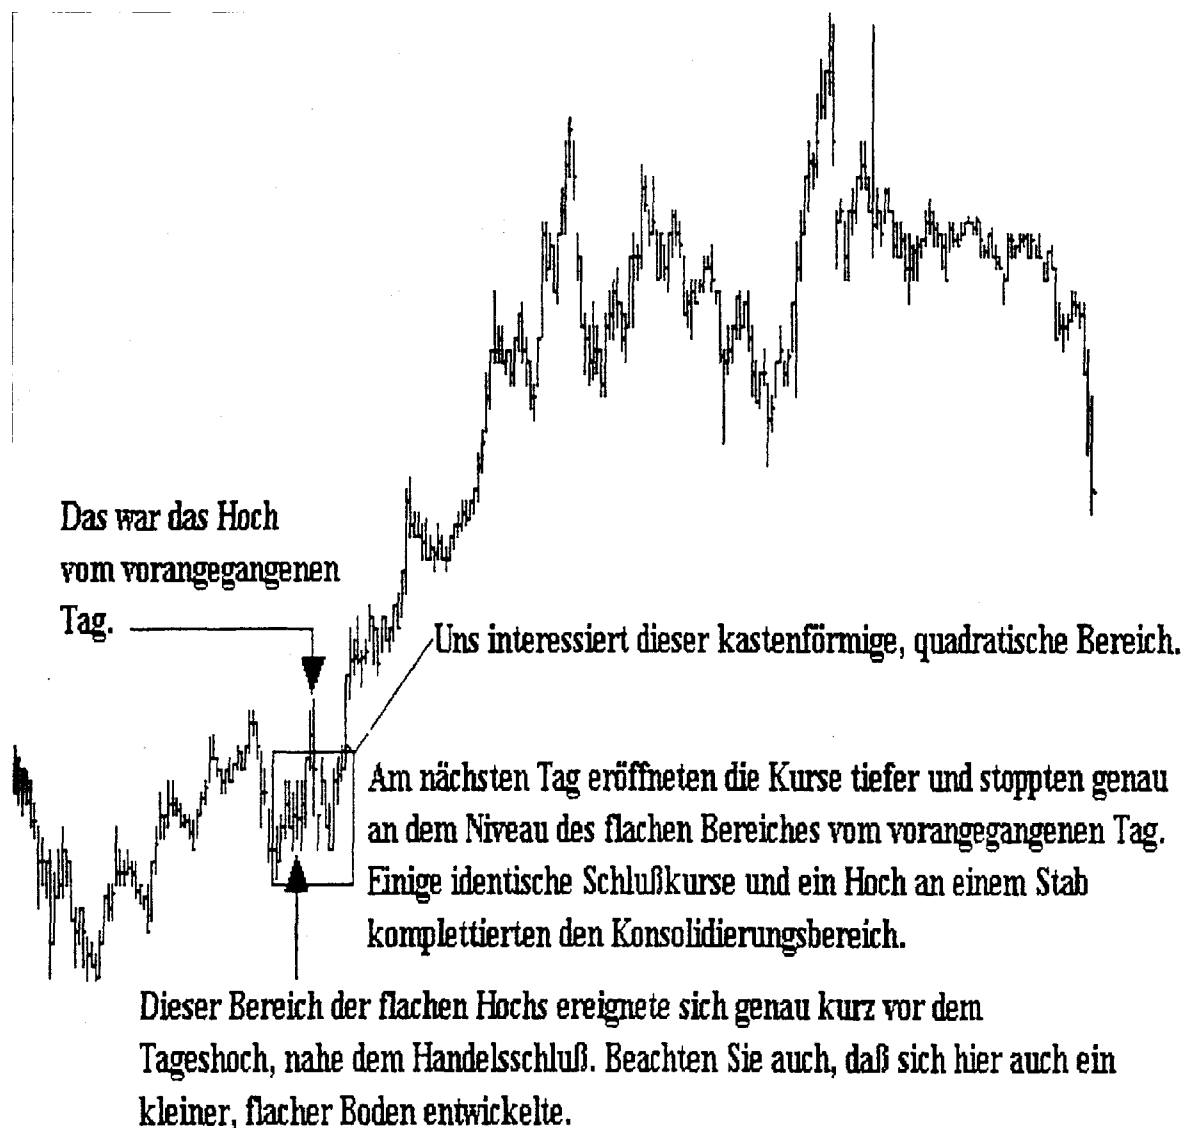 Das war das Hoch
vom vorangegangenen
Tag.
Uns interessiert dieser kastenförmige, quadratische Bereich.
Am nächsten Tag eröffneten die Kurse tiefer und stoppten genau
an dem Niveau des flachen Bereiches vom vorangegangenen Tag.
Einige identische Schlußkurse und ein Hoch an einem Stab
komplettierten den Konsolidierungsbereich.
Dieser Bereich der flachen Hochs ereignete sich genau kurz vor dem
Tageshoch, nahe dem Handelsschluß. Beachten Sie auch, daß sich hier auch ein
kleiner, flacher Boden entwickelte.